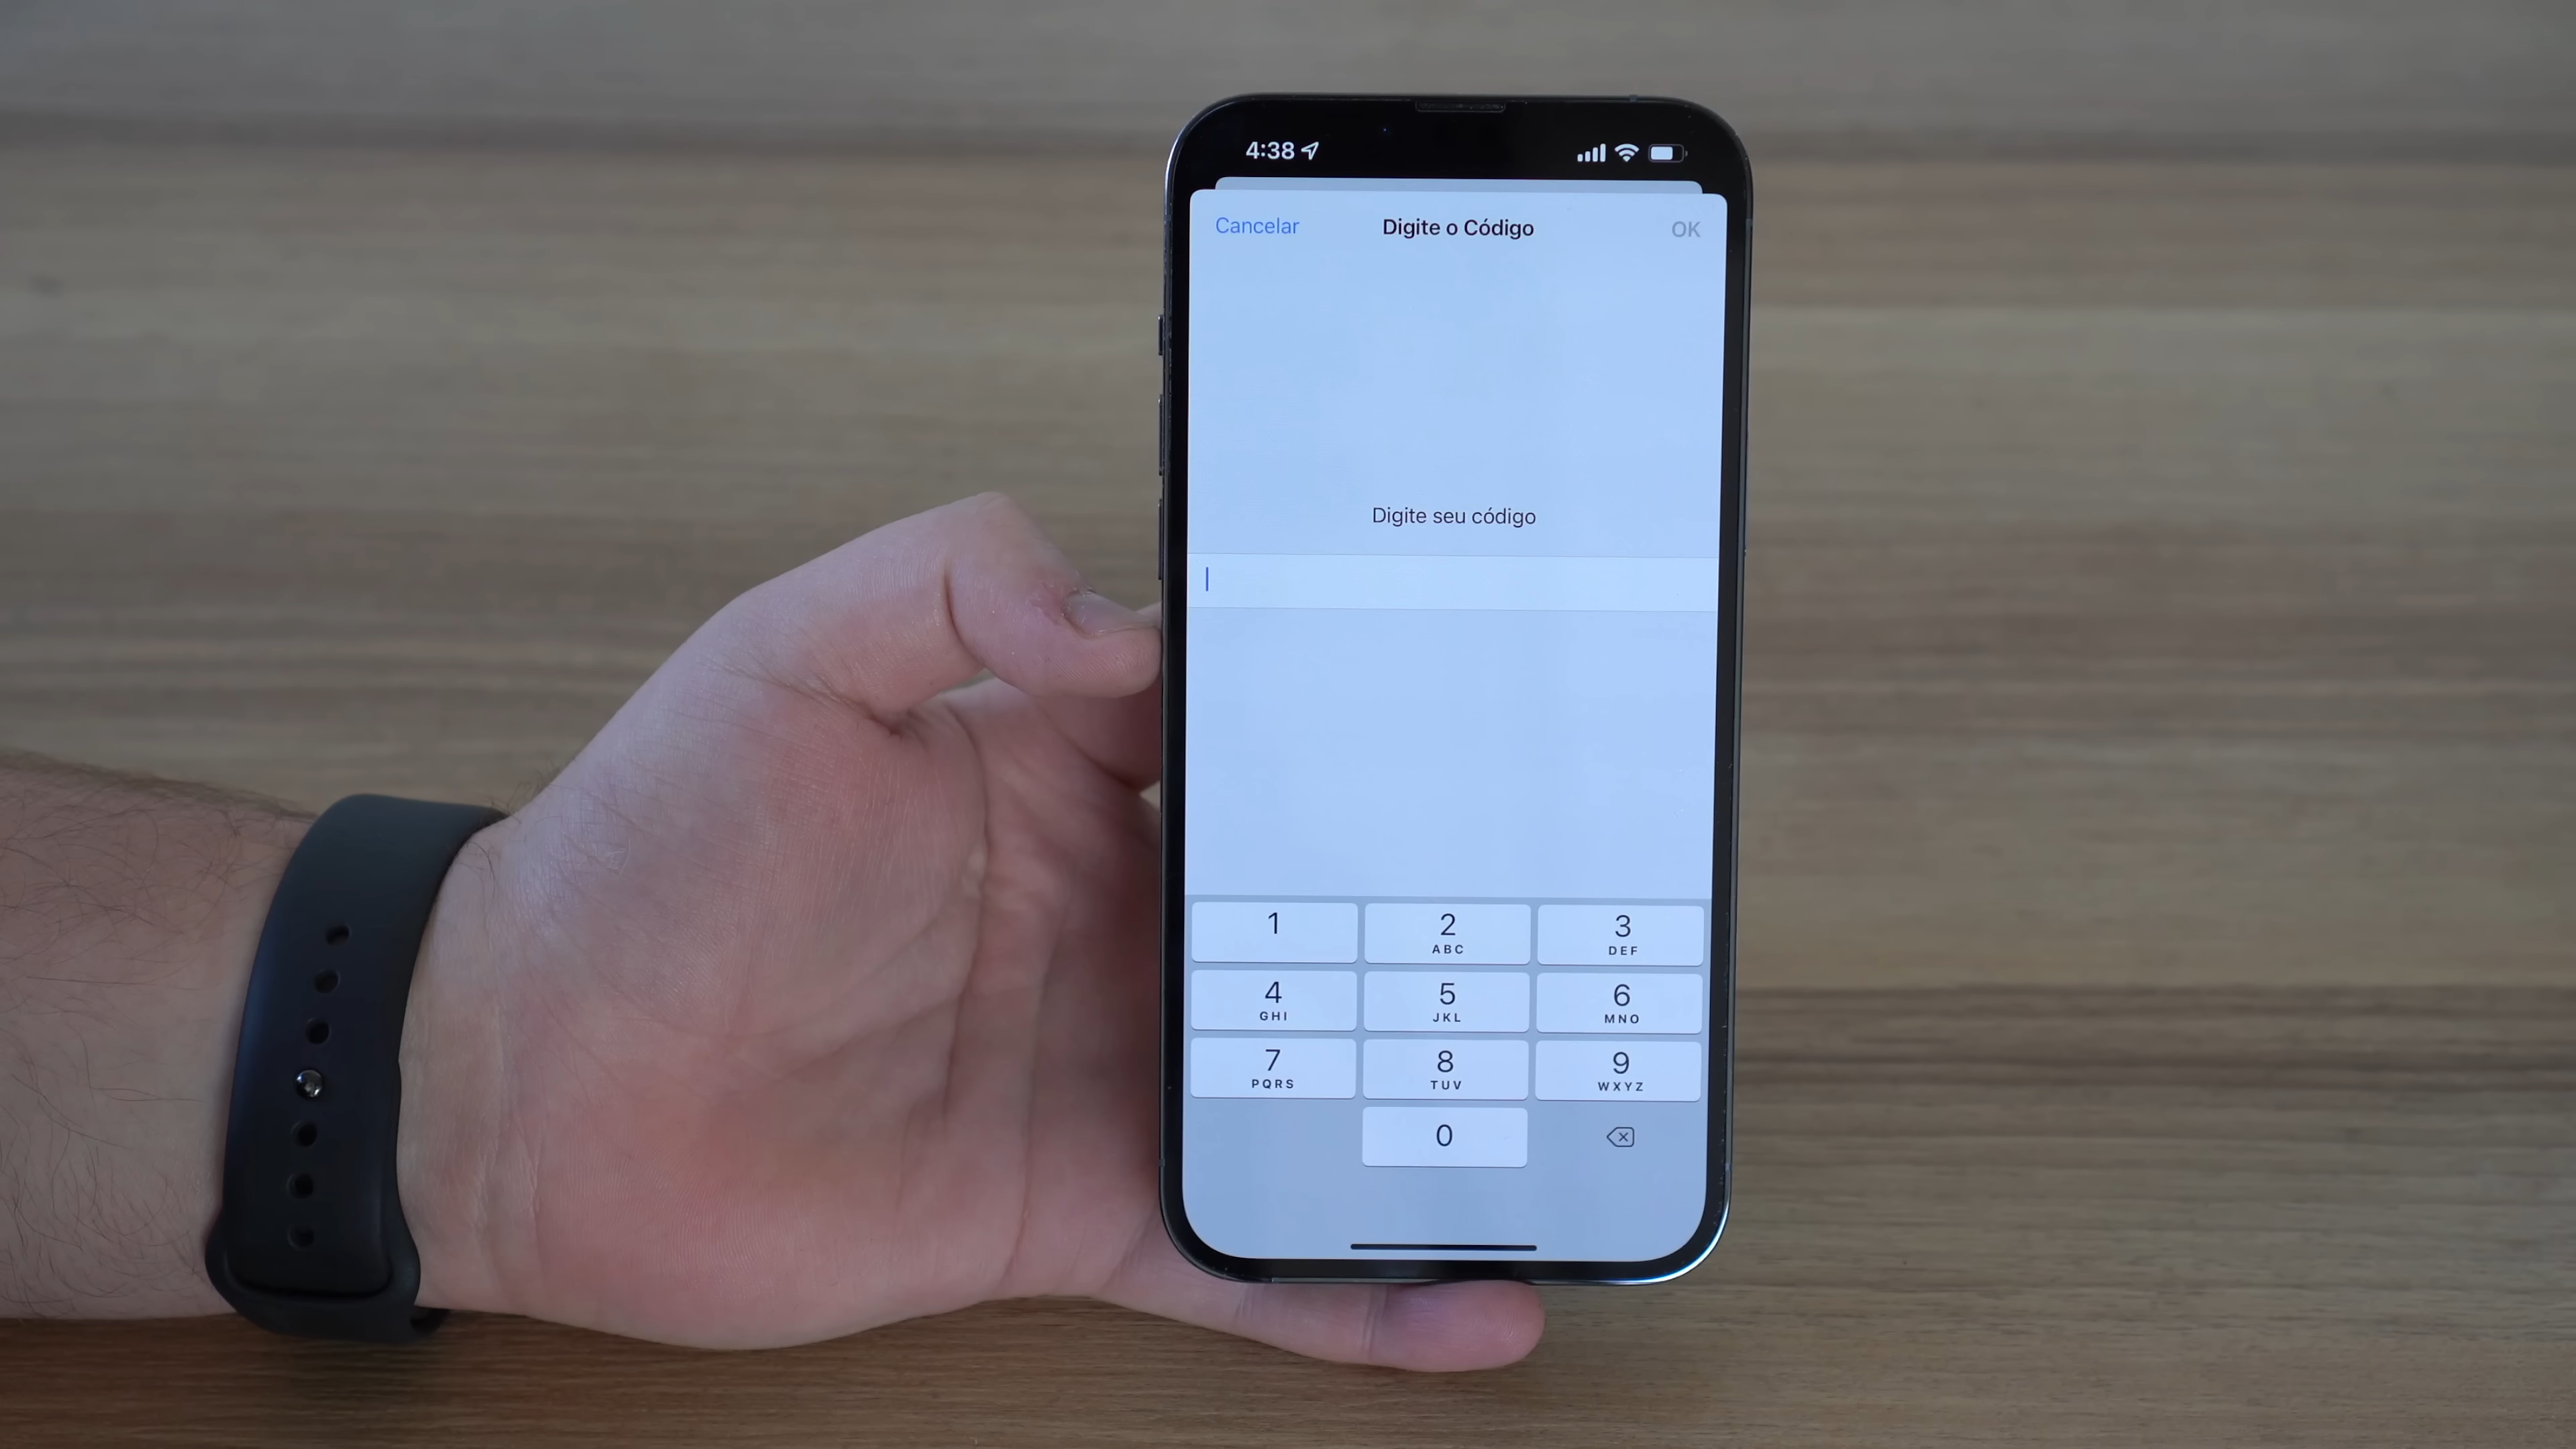 4:38
Cancelar Digite o Código OK
Digite seu código
1 2 3
ABC DEF
4 5 6
GHI JKL MNO
7 8 9
PQRS TUV WXYZ
0